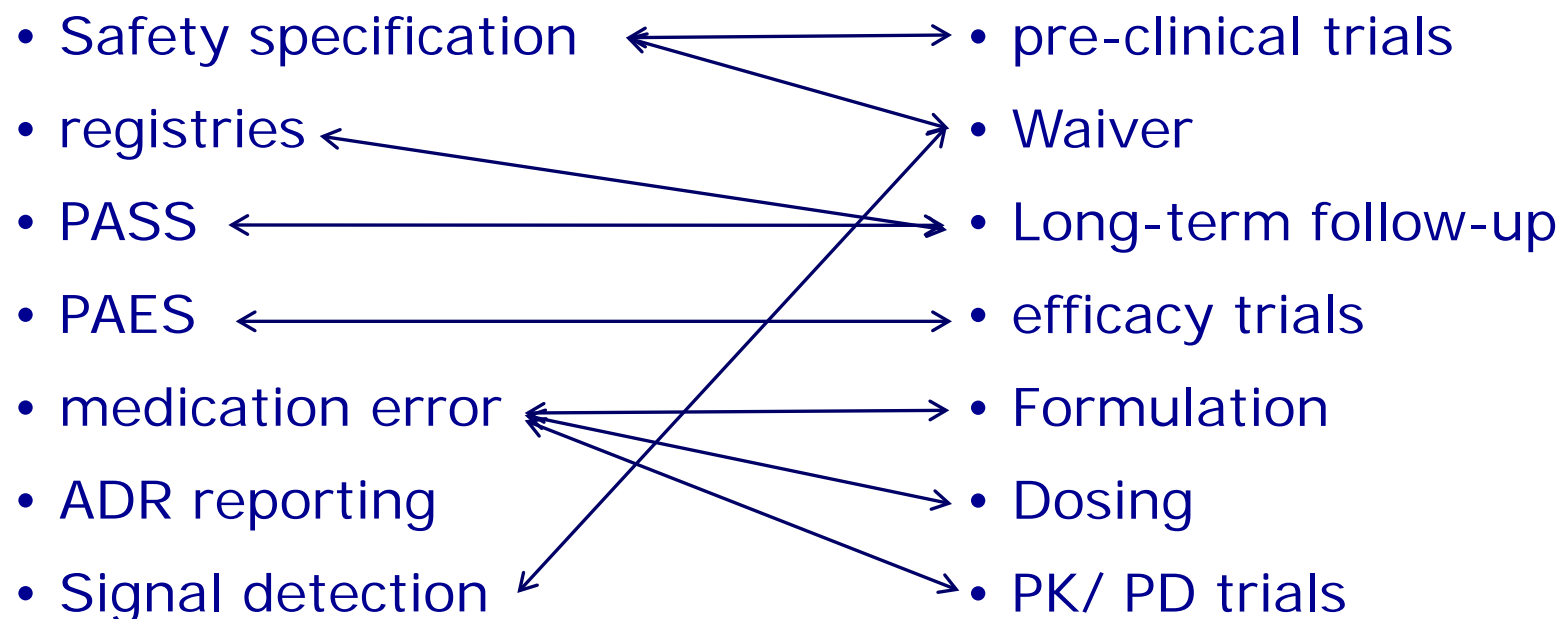 • Safety specification
• registries
• PASS
• PAES
• medication error
• ADR reporting
• Signal detection
• pre-clinical trials
• Waiver
• Long-term follow-up
• efficacy trials
• Formulation
• Dosing
• PK/ PD trials